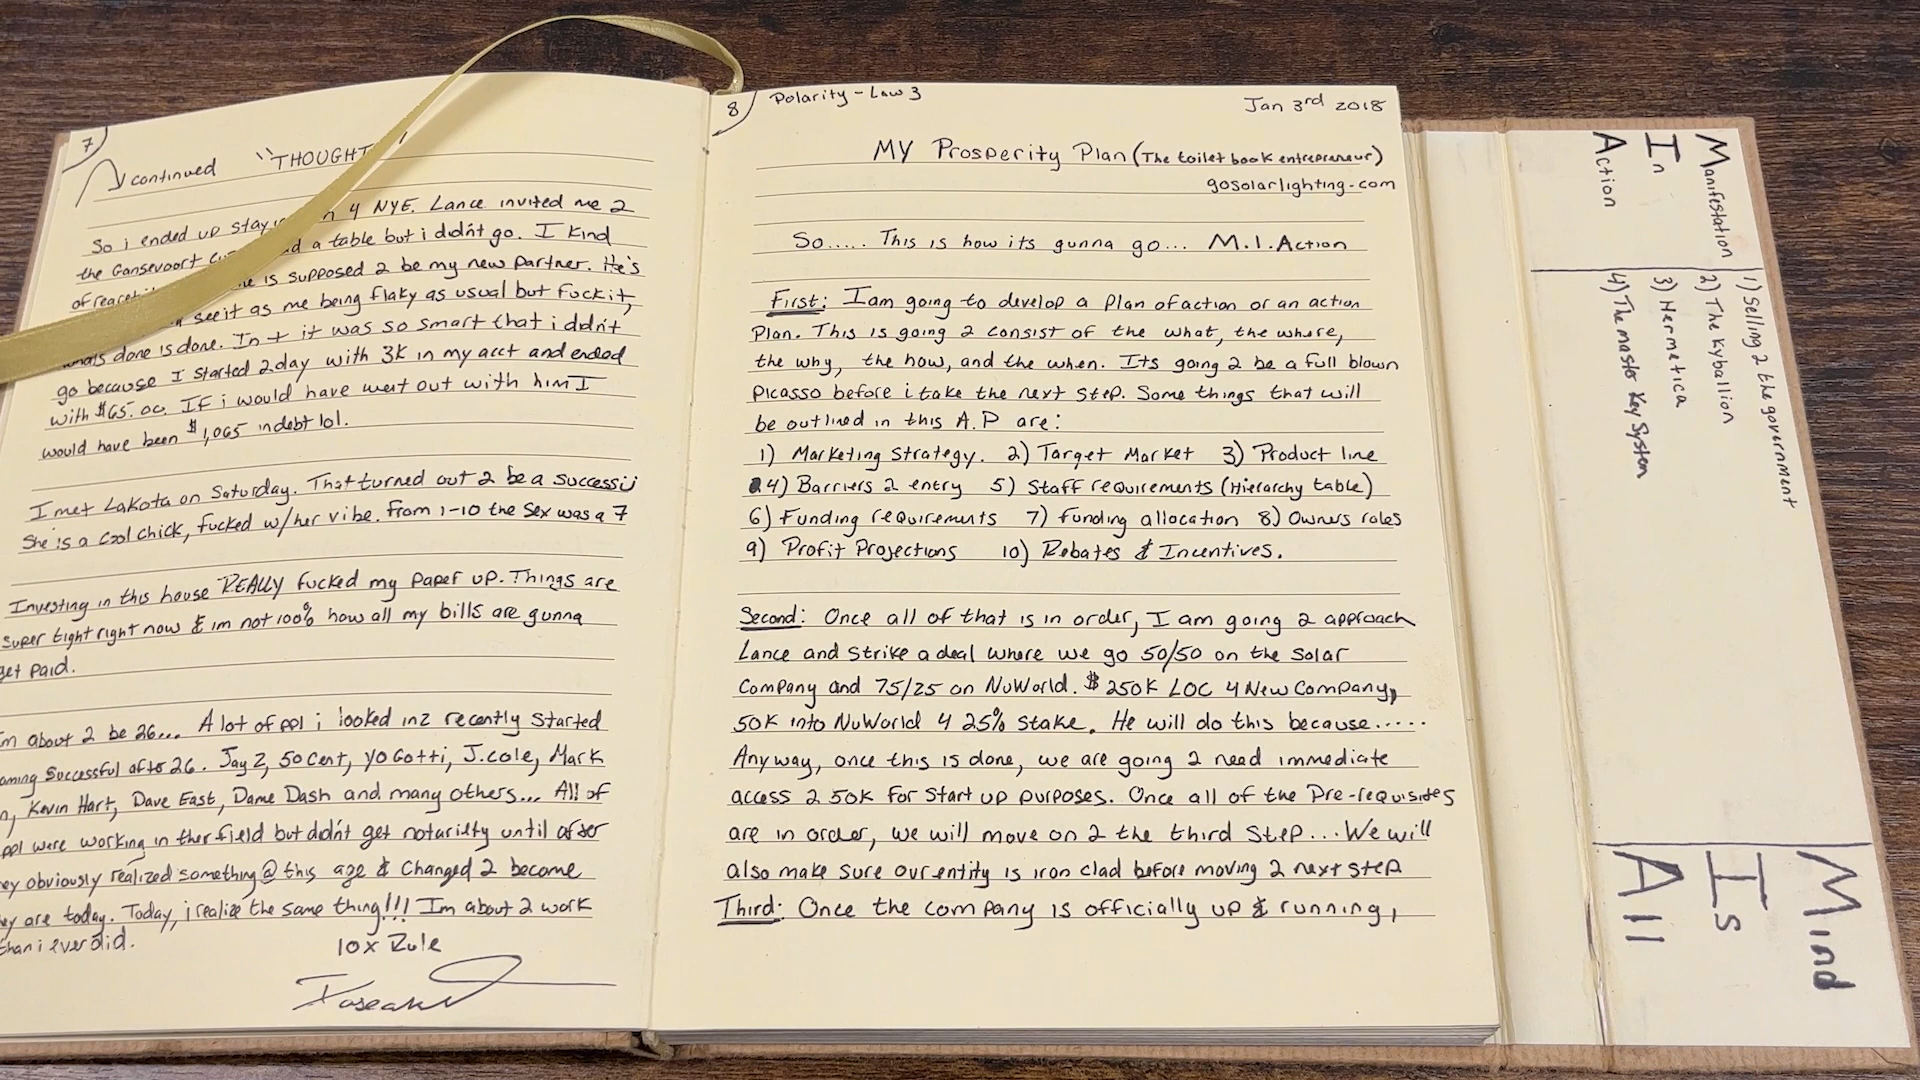 7
continued "THOUGHT
So i ended up stay 4 NYE. Lance invited me 2
the Gansevoort a table but i didn't go. I Kind
of is supposed 2 be my new partner. He's
see it as me being flaky as usual but fuck it,
done is done. In + it was so smart that i didn't
go because I started 2day with 3K in my acct and ended
with $65.00. If i would have went out with him I
would have been $1,065 in debt lol.
I met Lakota on Saturday. That turned out 2 be a
She is a cool chick, fucked w/her vibe. From 1-10 the sex was a 7
Investing in this house REALLY fucked my paper up. Things are
super tight right now & im not 100% how all my bills are gunna
get paid.
m about 2 be 26... A lot of ppl i looked in2 recently started
oming successful after 26. Jay Z, 50 Cent, yo Gotti, J.cole, Mark
n, Kevin Hart, Dave East, Dame Dash and many others... All of
ppl were working in ther field but didn't get notariety until after
ey obviously realized something @ this age & Changed 2 become
ey are today. Today, i realize the same thing!!! Im about 2 work
than i ever did.
10x Rule
8 Polarity - Law 3 Jan 3rd 2018
MY Prosperity Plan (The toilet book entrepreneur)
gosolarlighting.com
So..... This is how its gunna go... M.I.Action
First: I am going to develop a Plan of action or an action
Plan. This is going 2 consist of the what, the where,
the why, the how, and the when. Its going 2 be a full blown
Picasso before i take the next step. Some things that will
be outlined in this A.P are:
1) Marketing Strategy. 2) Target Market 3) Product line
4) Barriers 2 entry 5) Staff requirements (Hierarchy table)
6) Funding requirements 7) Funding allocation 8) Owners roles
9) Profit Projections 10) Rebates & Incentives.
Second: Once all of that is in order, I am going 2 approach
Lance and strike a deal where we go 50/50 on the solar
Company and 75/25 on NuWorld. $250K LOC 4 New Company,
50K into NuWorld 4 25% stake. He will do this because.....
Anyway, once this is done, we are going 2 need immediate
access 2 50K for start up purposes. Once all of the Pre-requisites
are in order, we will move on 2 the third step... We will
also make sure our entity is iron clad before moving 2 next step
Third: Once the company is officially up & running,
Manifestation
In
Action
1) Selling 2 the government
2) The Kyballion
3) Hermetica
4) The master Key System
Mind
Is
All